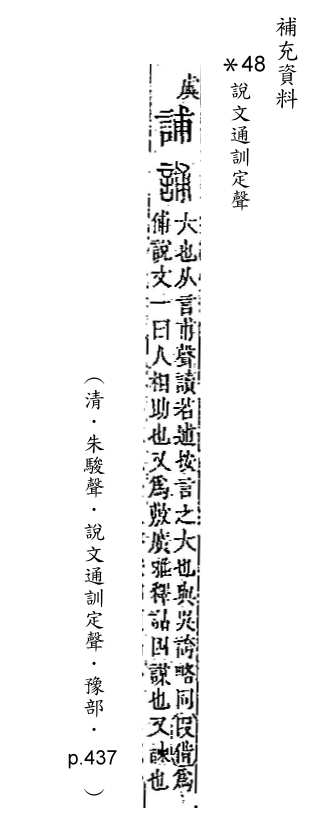 補充資料
＊48 說文通訓定聲
虞
誧
大也从言甫聲讀若逋按言之大也與吳誇略同假借爲
俌說文一曰人相助也又爲敷廣雅釋詁四謀也又諫也
（清．朱駿聲．說文通訓定聲．豫部．p.437）